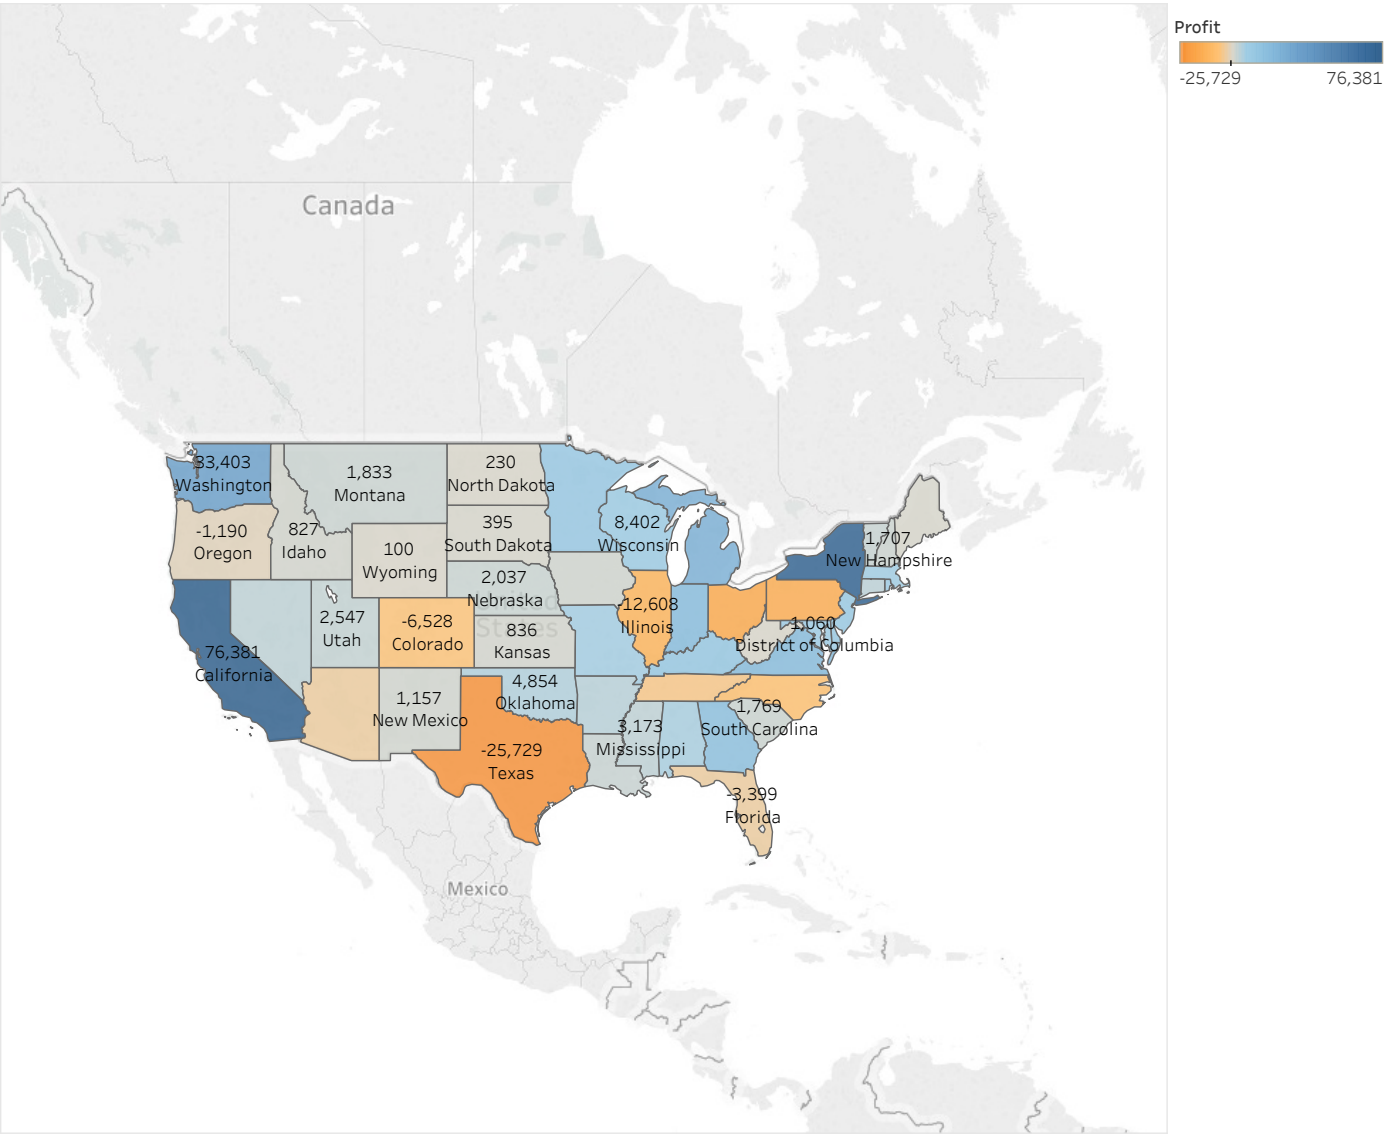 Profit
-25,729 76,381
Canada
33,403
Washington
1,833
Montana
230
North Dakota
-1,190
Oregon
827
Idaho
100
Wyoming
395
South Dakota
8,402
Wisconsin
1,707
New Hampshire
2,037
Nebraska
United
States
2,547
Utah
-6,528
Colorado
836
Kansas
-12,608
Illinois
1,060
District of Columbia
76,381
California
1,157
New Mexico
4,854
Oklahoma
3,173
Mississippi
1,769
South Carolina
-25,729
Texas
-3,399
Florida
Mexico